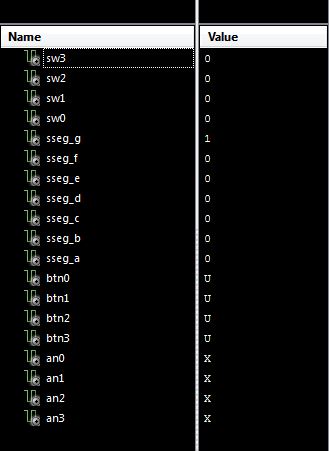 Name Value
sw3 0
sw2 0
sw1 0
sw0 0
sseg_g 1
sseg_f 0
sseg_e 0
sseg_d 0
sseg_c 0
sseg_b 0
sseg_a 0
btn0 U
btn1 U
btn2 U
btn3 U
an0 X
an1 X
an2 X
an3 X